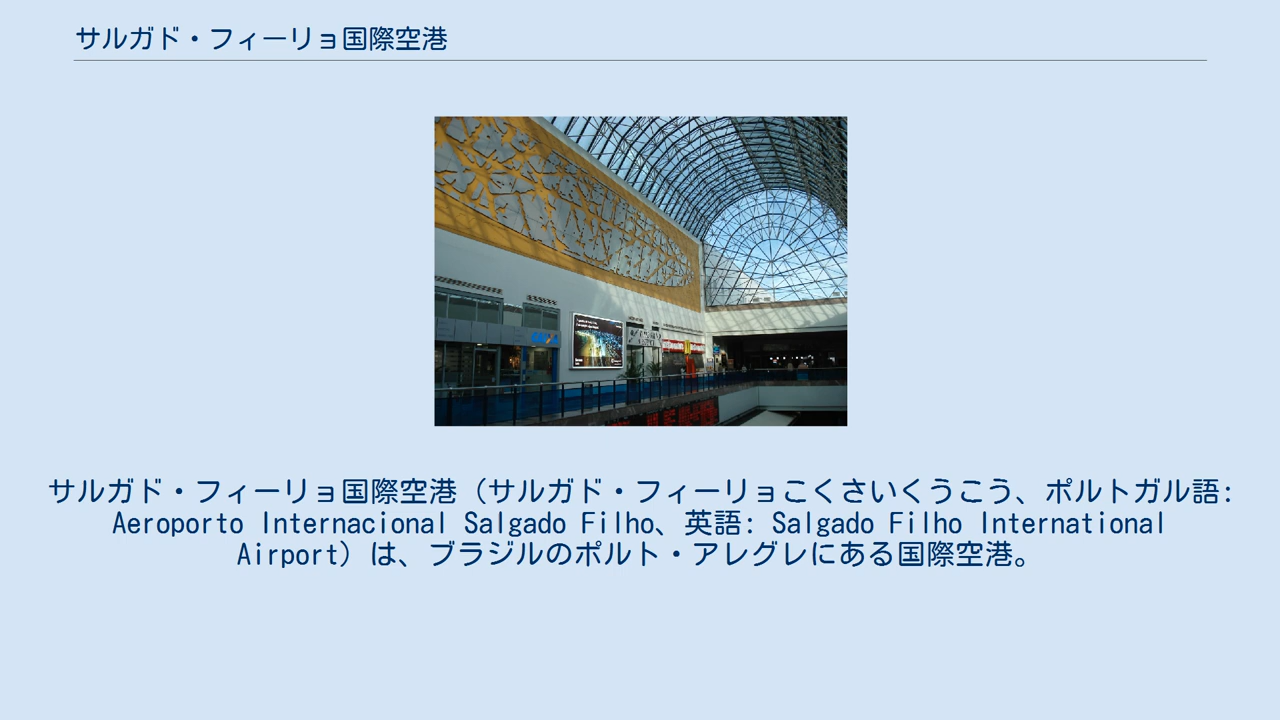 サルガド・フィーリョ国際空港
サルガド・フィーリョ国際空港（サルガド・フィーリョこくさいくうこう、ポルトガル語:
Aeroporto Internacional Salgado Filho、英語: Salgado Filho International
Airport）は、ブラジルのポルト・アレグレにある国際空港。